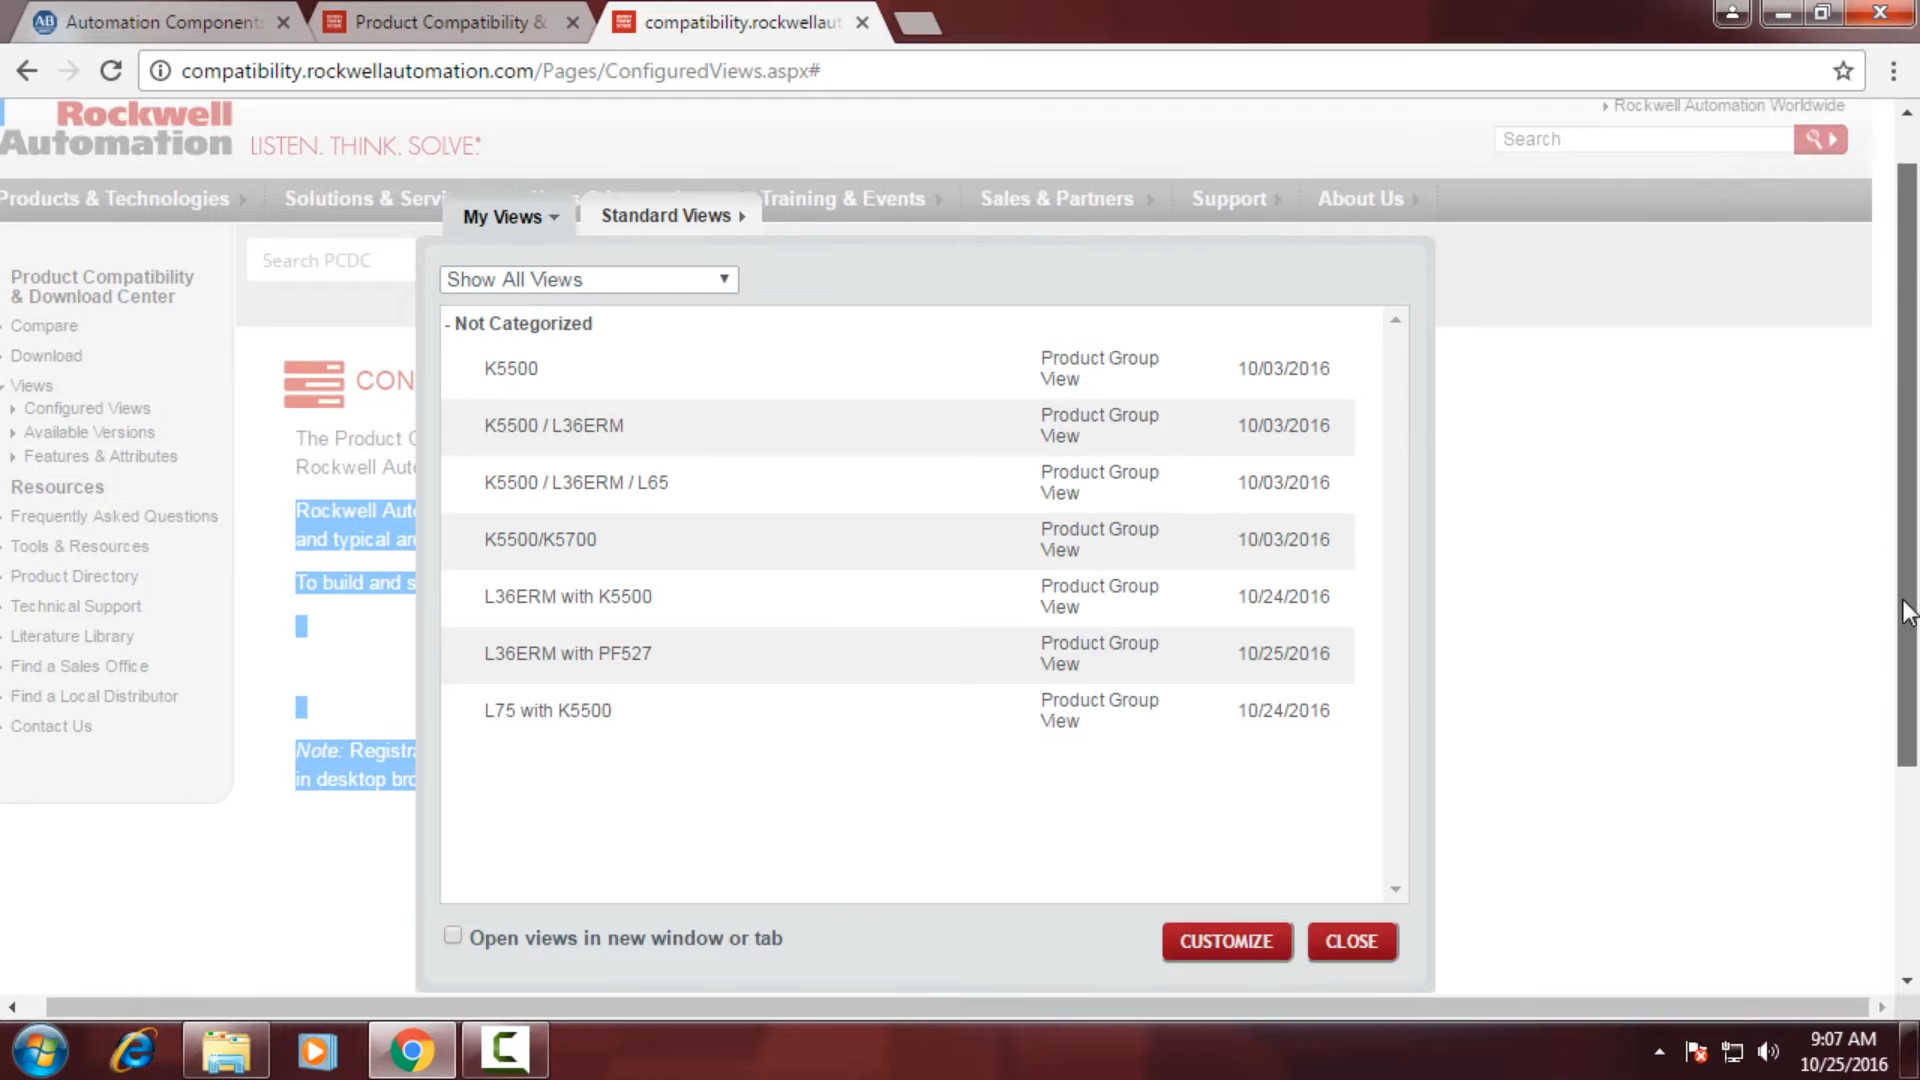 Automation Component
Product Compatibility &
compatibility.rockwellaut
compatibility.rockwellautomation.com/Pages/ConfiguredViews.aspx#
Rockwell
Automation
LISTEN. THINK. SOLVE.
Rockwell Automation Worldwide
Search
Products & Technologies
Solutions & Servi
Training & Events
Sales & Partners
Support
About Us
My Views
Standard Views
Search PCDC
Show All Views
Product Compatibility
& Download Center
Compare
Download
Views
Configured Views
Available Versions
Features & Attributes
Resources
Frequently Asked Questions
Tools & Resources
Product Directory
Technical Support
Literature Library
Find a Sales Office
Find a Local Distributor
Contact Us
CON
The Product C
Rockwell Aut
Rockwell Aut
and typical ar
To build and s
Note: Registra
in desktop bro
- Not Categorized
K5500 Product Group View 10/03/2016
K5500 / L36ERM Product Group View 10/03/2016
K5500 / L36ERM / L65 Product Group View 10/03/2016
K5500/K5700 Product Group View 10/03/2016
L36ERM with K5500 Product Group View 10/24/2016
L36ERM with PF527 Product Group View 10/25/2016
L75 with K5500 Product Group View 10/24/2016
Open views in new window or tab
CUSTOMIZE
CLOSE
9:07 AM
10/25/2016